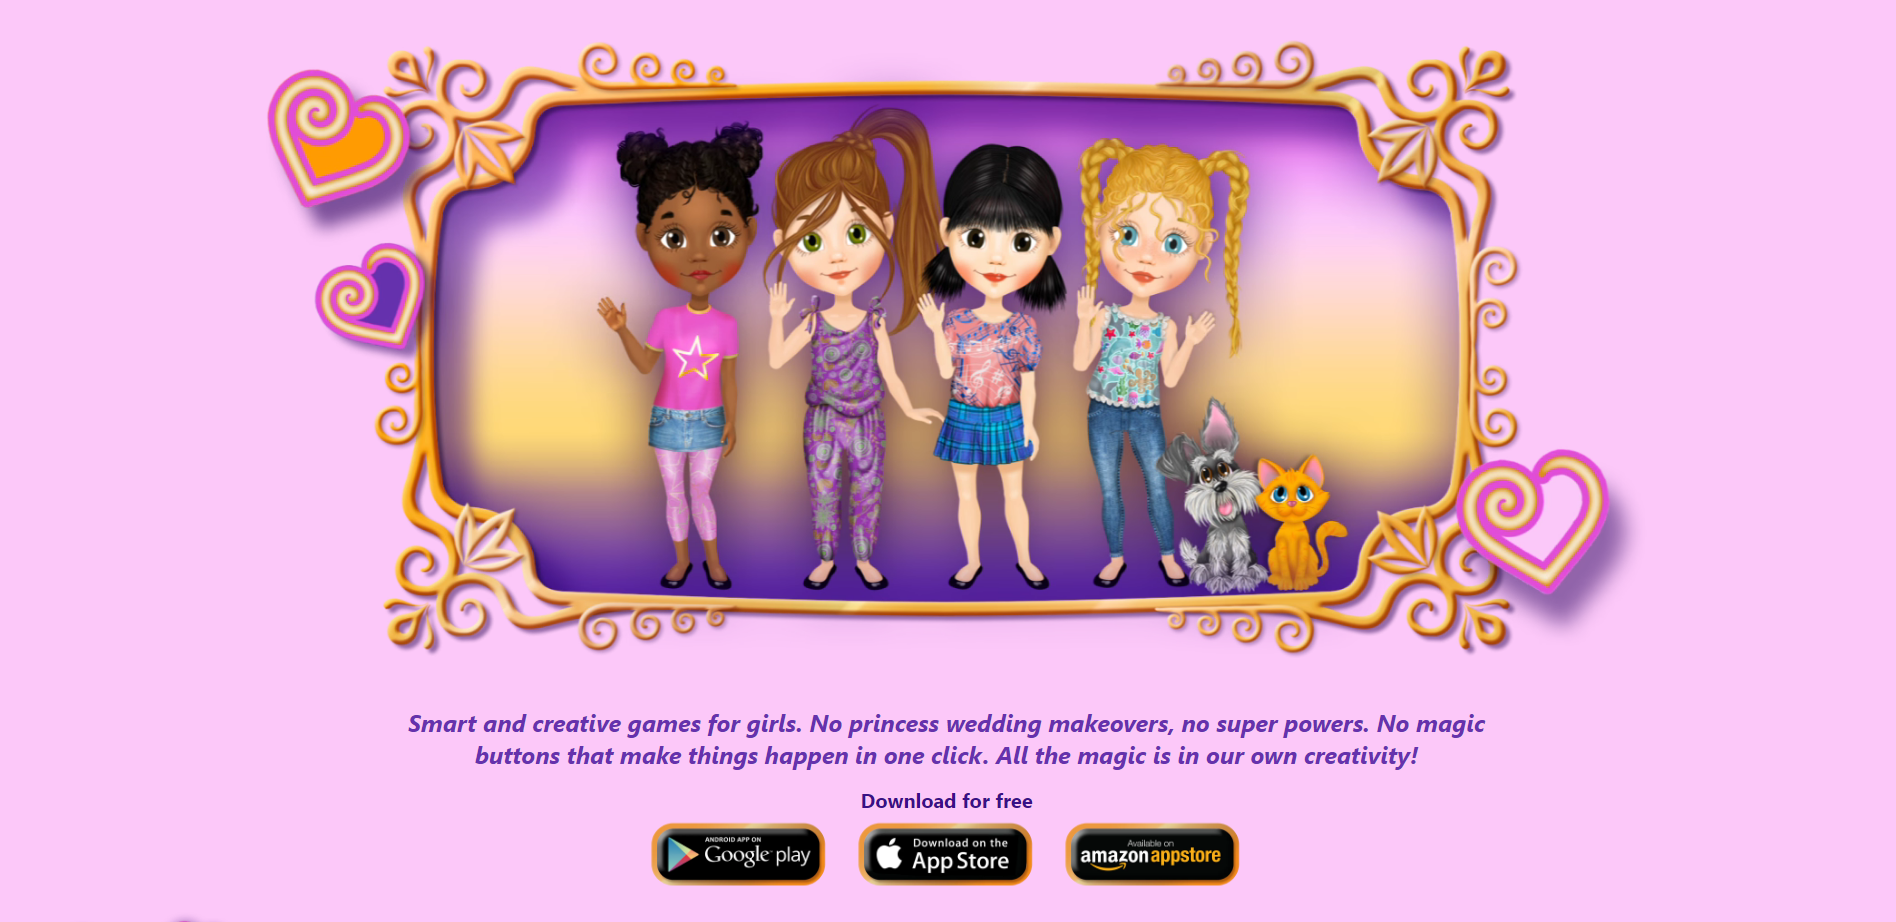 Smart and creative games for girls. No princess wedding makeovers, no super powers. No magic
buttons that make things happen in one click. All the magic is in our own creativity!
Download for free
ANDROID APP ON
Google play
Download on the
App Store
Available on
amazon appstore